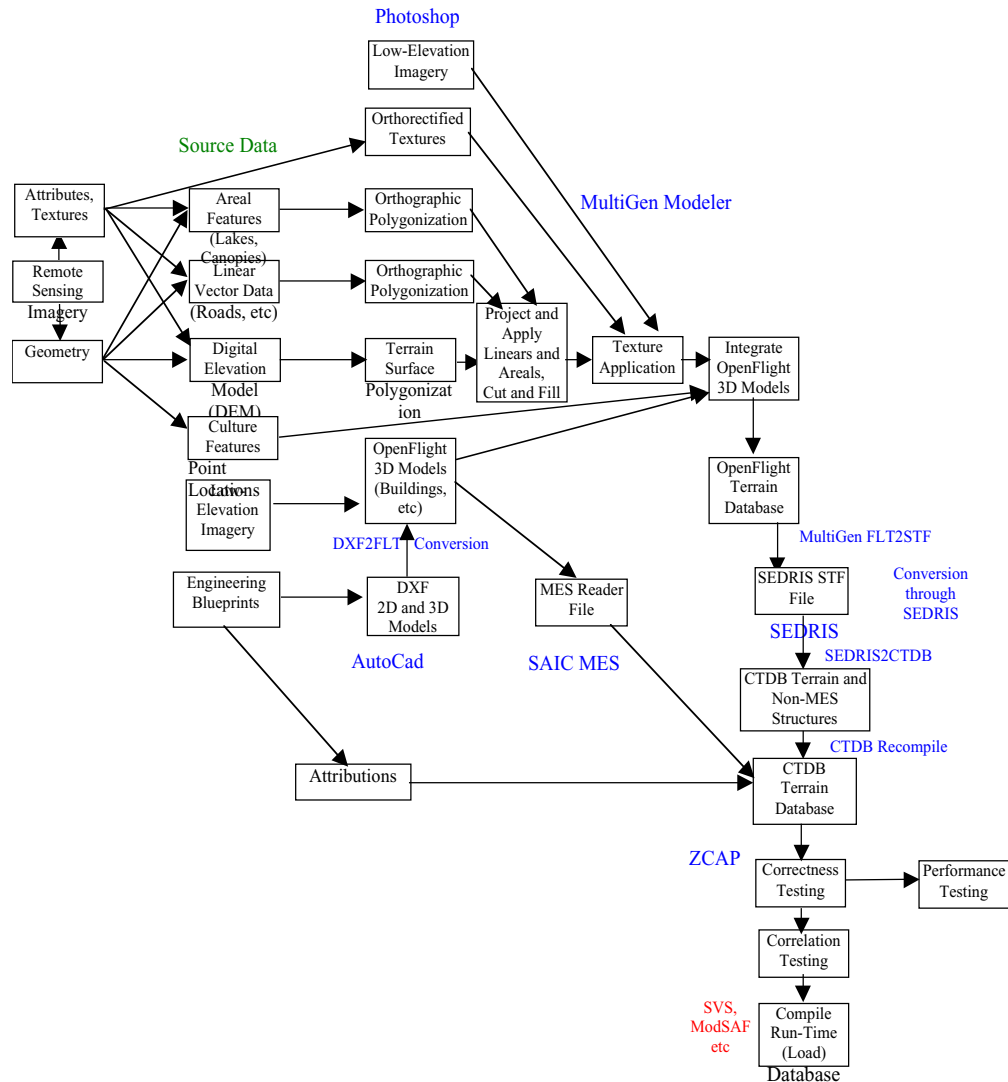 Photoshop
Low-Elevation
Imagery
Orthorectified
Textures
Source Data
Attributes,
Textures
Areal
Features
(Lakes,
Canopies)
Orthographic
Polygonization
MultiGen Modeler
Remote
Sensing
Imagery
Linear
Vector Data
(Roads, etc)
Orthographic
Polygonization
Project and
Apply
Linears and
Areals,
Cut and Fill
Geometry
Digital
Elevation
Model
(DEM)
Terrain
Surface
Polygonization
Texture
Application
Integrate
OpenFlight
3D Models
Culture
Features
Point
Locations
OpenFlight
3D Models
(Buildings,
etc)
Low-
Elevation
Imagery
OpenFlight
Terrain
Database
DXF2FLT Conversion
MultiGen FLT2STF
Engineering
Blueprints
DXF
2D and 3D
Models
MES Reader
File
SEDRIS STF
File
Conversion
through
SEDRIS
SEDRIS
AutoCad
SAIC MES
SEDRIS2CTDB
CTDB Terrain and
Non-MES
Structures
CTDB Recompile
Attributions
CTDB
Terrain
Database
ZCAP
Correctness
Testing
Performance
Testing
Correlation
Testing
SVS,
ModSAF
etc
Compile
Run-Time
(Load)
Database